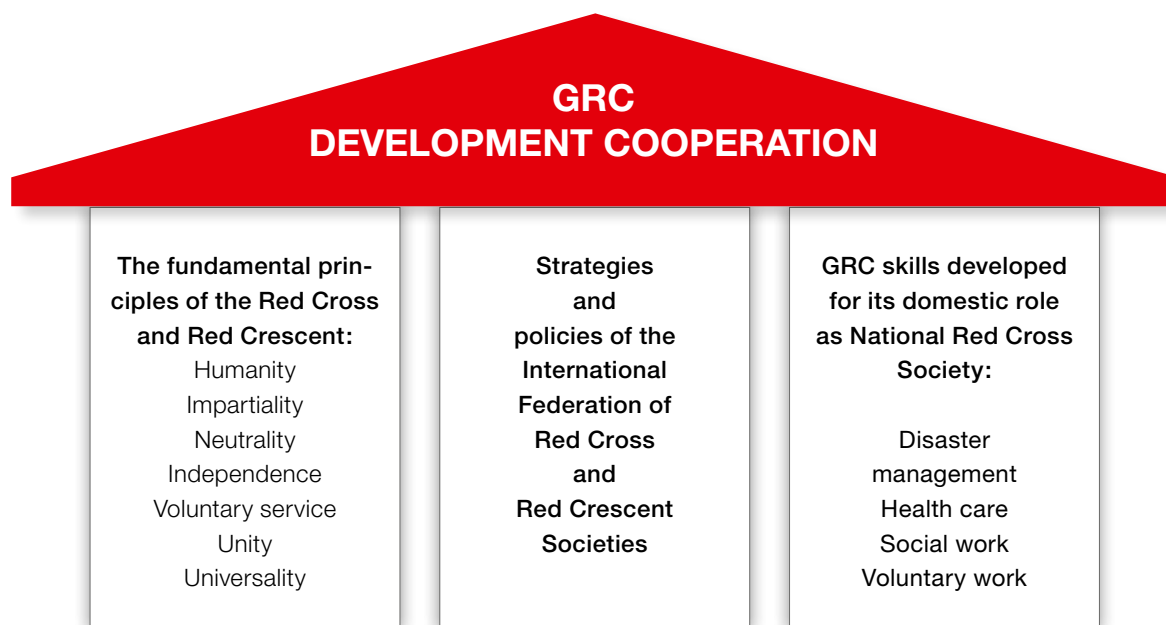 GRC
DEVELOPMENT COOPERATION
The fundamental prin-
ciples of the Red Cross
and Red Crescent:
Humanity
Impartiality
Neutrality
Independence
Voluntary service
Unity
Universality
Strategies
and
policies of the
International
Federation of
Red Cross
and
Red Crescent
Societies
GRC skills developed
for its domestic role
as National Red Cross
Society:
Disaster
management
Health care
Social work
Voluntary work